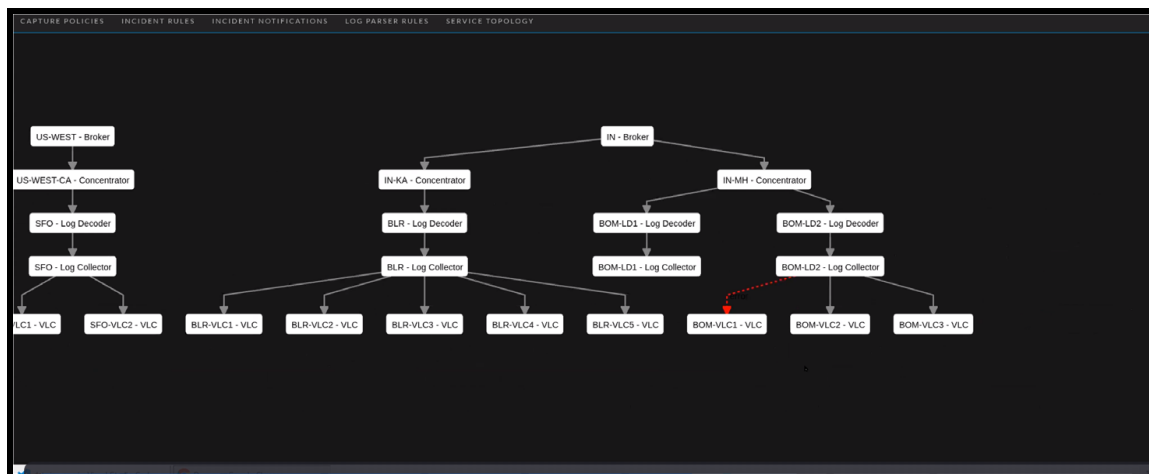 CAPTURE POLICIES INCIDENT RULES INCIDENT NOTIFICATIONS LOG PARSER RULES SERVICE TOPOLOGY
US-WEST - Broker IN - Broker
US-WEST-CA - Concentrator IN-KA - Concentrator IN-MH - Concentrator
SFO - Log Decoder BLR - Log Decoder BOM-LD1 - Log Decoder BOM-LD2 - Log Decoder
SFO - Log Collector BLR - Log Collector BOM-LD1 - Log Collector BOM-LD2 - Log Collector
VLC1 - VLC SFO-VLC2 - VLC BLR-VLC1 - VLC BLR-VLC2 - VLC BLR-VLC3 - VLC BLR-VLC4 - VLC BLR-VLC5 - VLC BOM-VLC1 - VLC BOM-VLC2 - VLC BOM-VLC3 - VLC